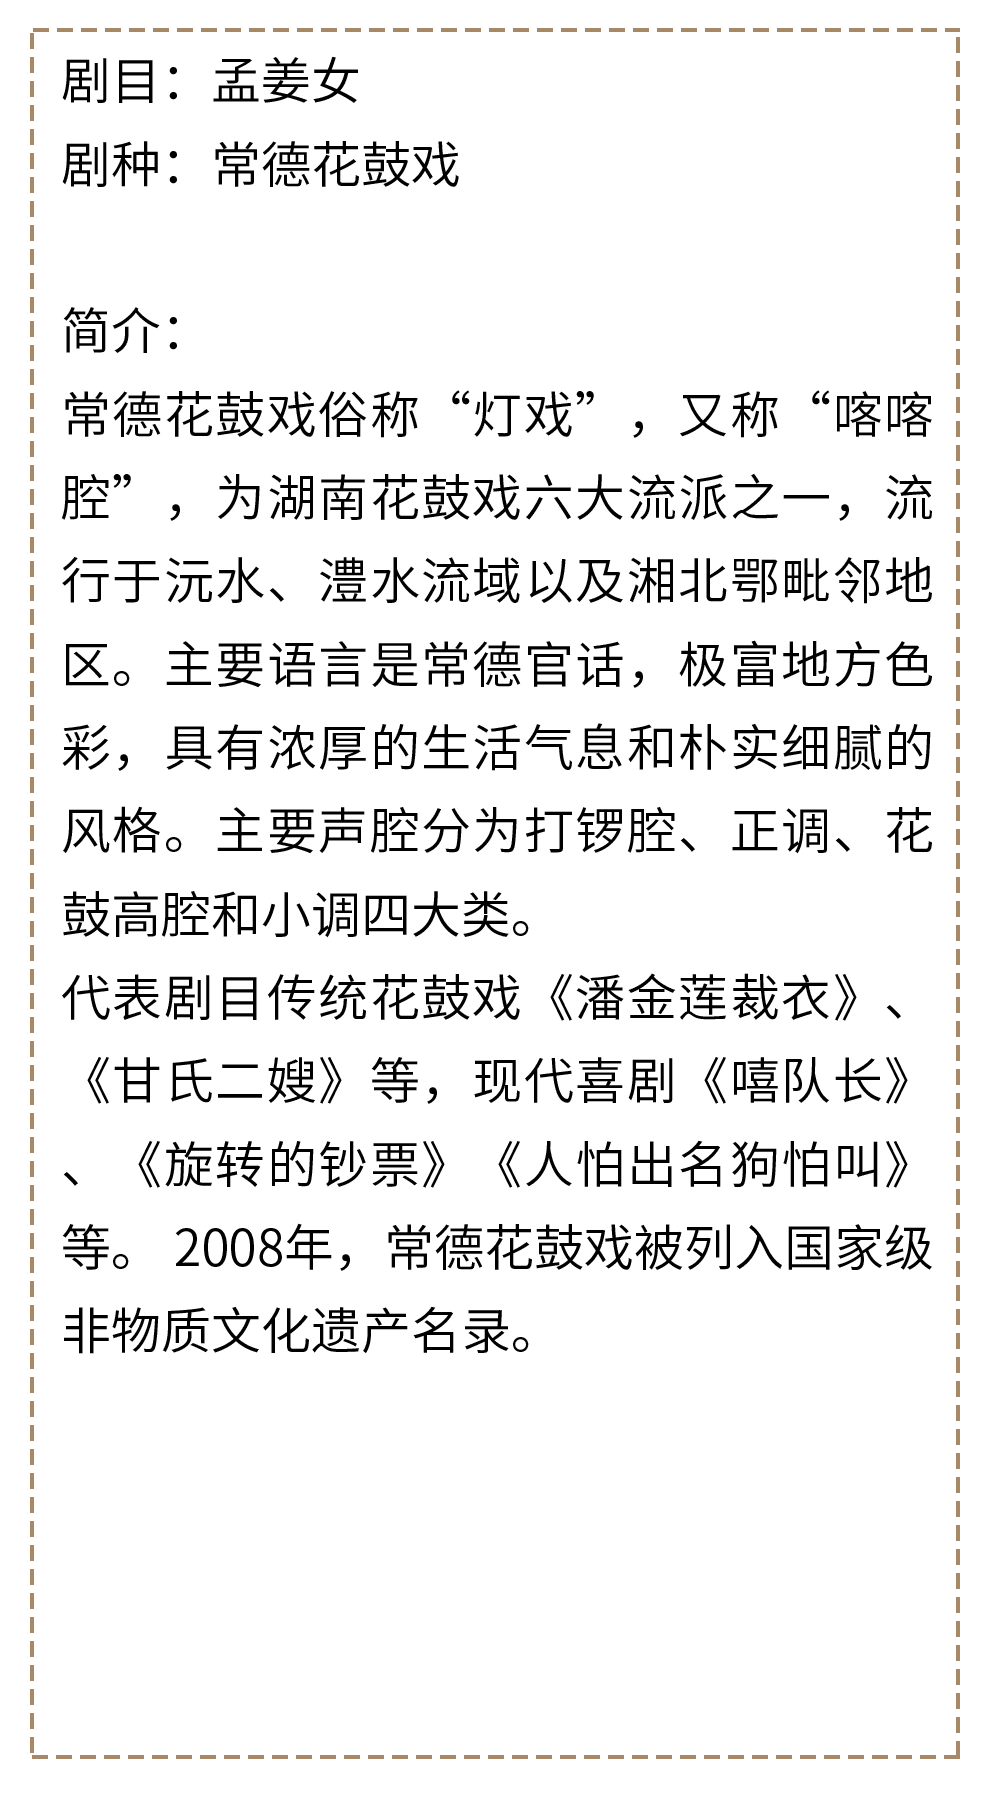 剧目：孟姜女
剧种：常德花鼓戏
简介：
常德花鼓戏俗称“灯戏”，又称“喀喀
腔”，为湖南花鼓戏六大流派之一，流
行于沅水、澧水流域以及湘北鄂毗邻地
区。主要语言是常德官话，极富地方色
彩，具有浓厚的生活气息和朴实细腻的
风格。主要声腔分为打锣腔、正调、花
鼓高腔和小调四大类。
代表剧目传统花鼓戏《潘金莲裁衣》、
《甘氏二嫂》等，现代喜剧《嘻队长》
、《旋转的钞票》《人怕出名狗怕叫》
等。 2008年，常德花鼓戏被列入国家级
非物质文化遗产名录。